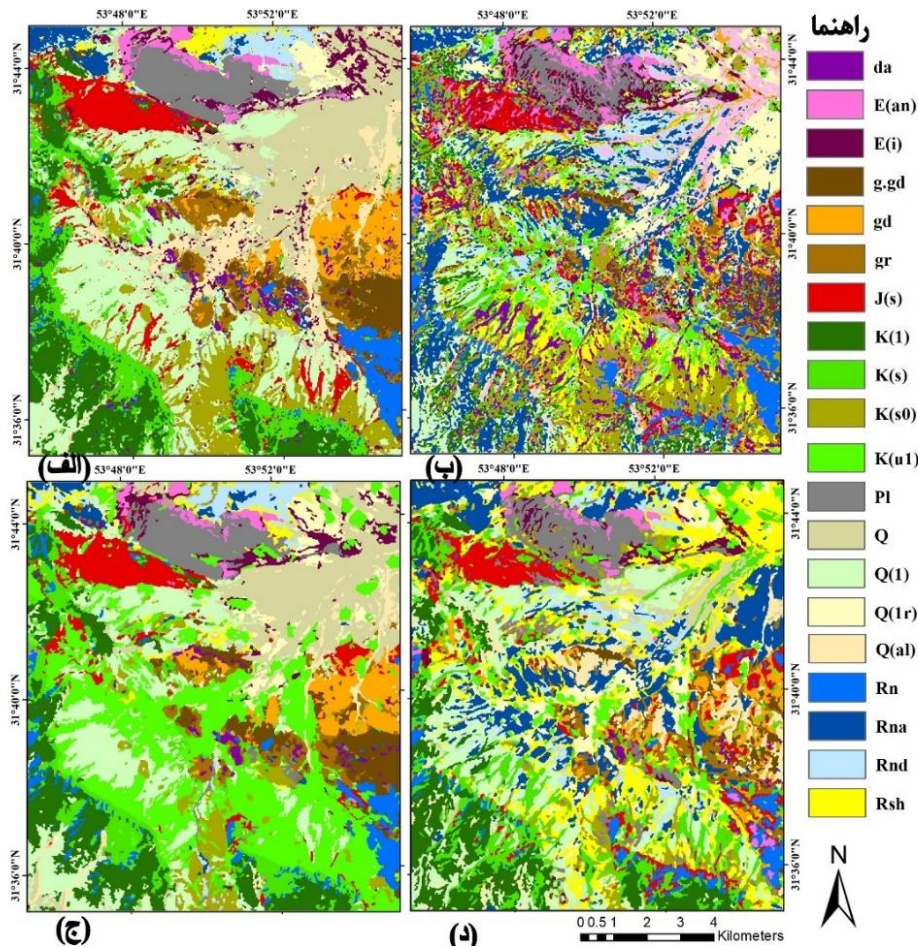 53°48'0"E 53°52'0"E 53°48'0"E 53°52'0"E
31°44'0"N 31°40'0"N 31°36'0"N
31°44'0"N 31°40'0"N 31°36'0"N
(الف) (ب)
53°48'0"E 53°52'0"E 53°48'0"E 53°52'0"E
31°44'0"N 31°40'0"N 31°36'0"N
31°44'0"N 31°40'0"N 31°36'0"N
(ج) (د)
راهنما
da
E(an)
E(i)
g.gd
gd
gr
J(s)
K(1)
K(s)
K(s0)
K(u1)
Pl
Q
Q(1)
Q(1r)
Q(al)
Rn
Rna
Rnd
Rsh
N
0 0.5 1 2 3 4
Kilometers